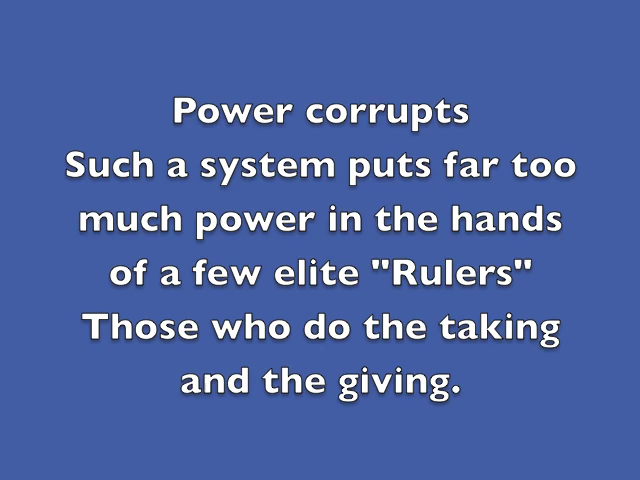 Power corrupts
Such a system puts far too
much power in the hands
of a few elite "Rulers"
Those who do the taking
and the giving.